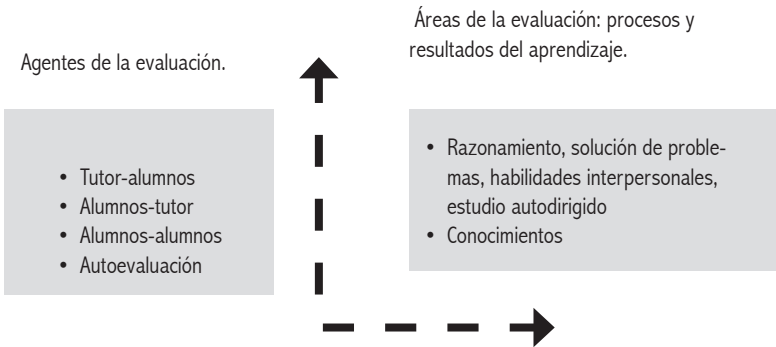 Agentes de la evaluación.
• Tutor-alumnos
• Alumnos-tutor
• Alumnos-alumnos
• Autoevaluación
Áreas de la evaluación: procesos y
resultados del aprendizaje.
• Razonamiento, solución de proble-
mas, habilidades interpersonales,
estudio autodirigido
• Conocimientos